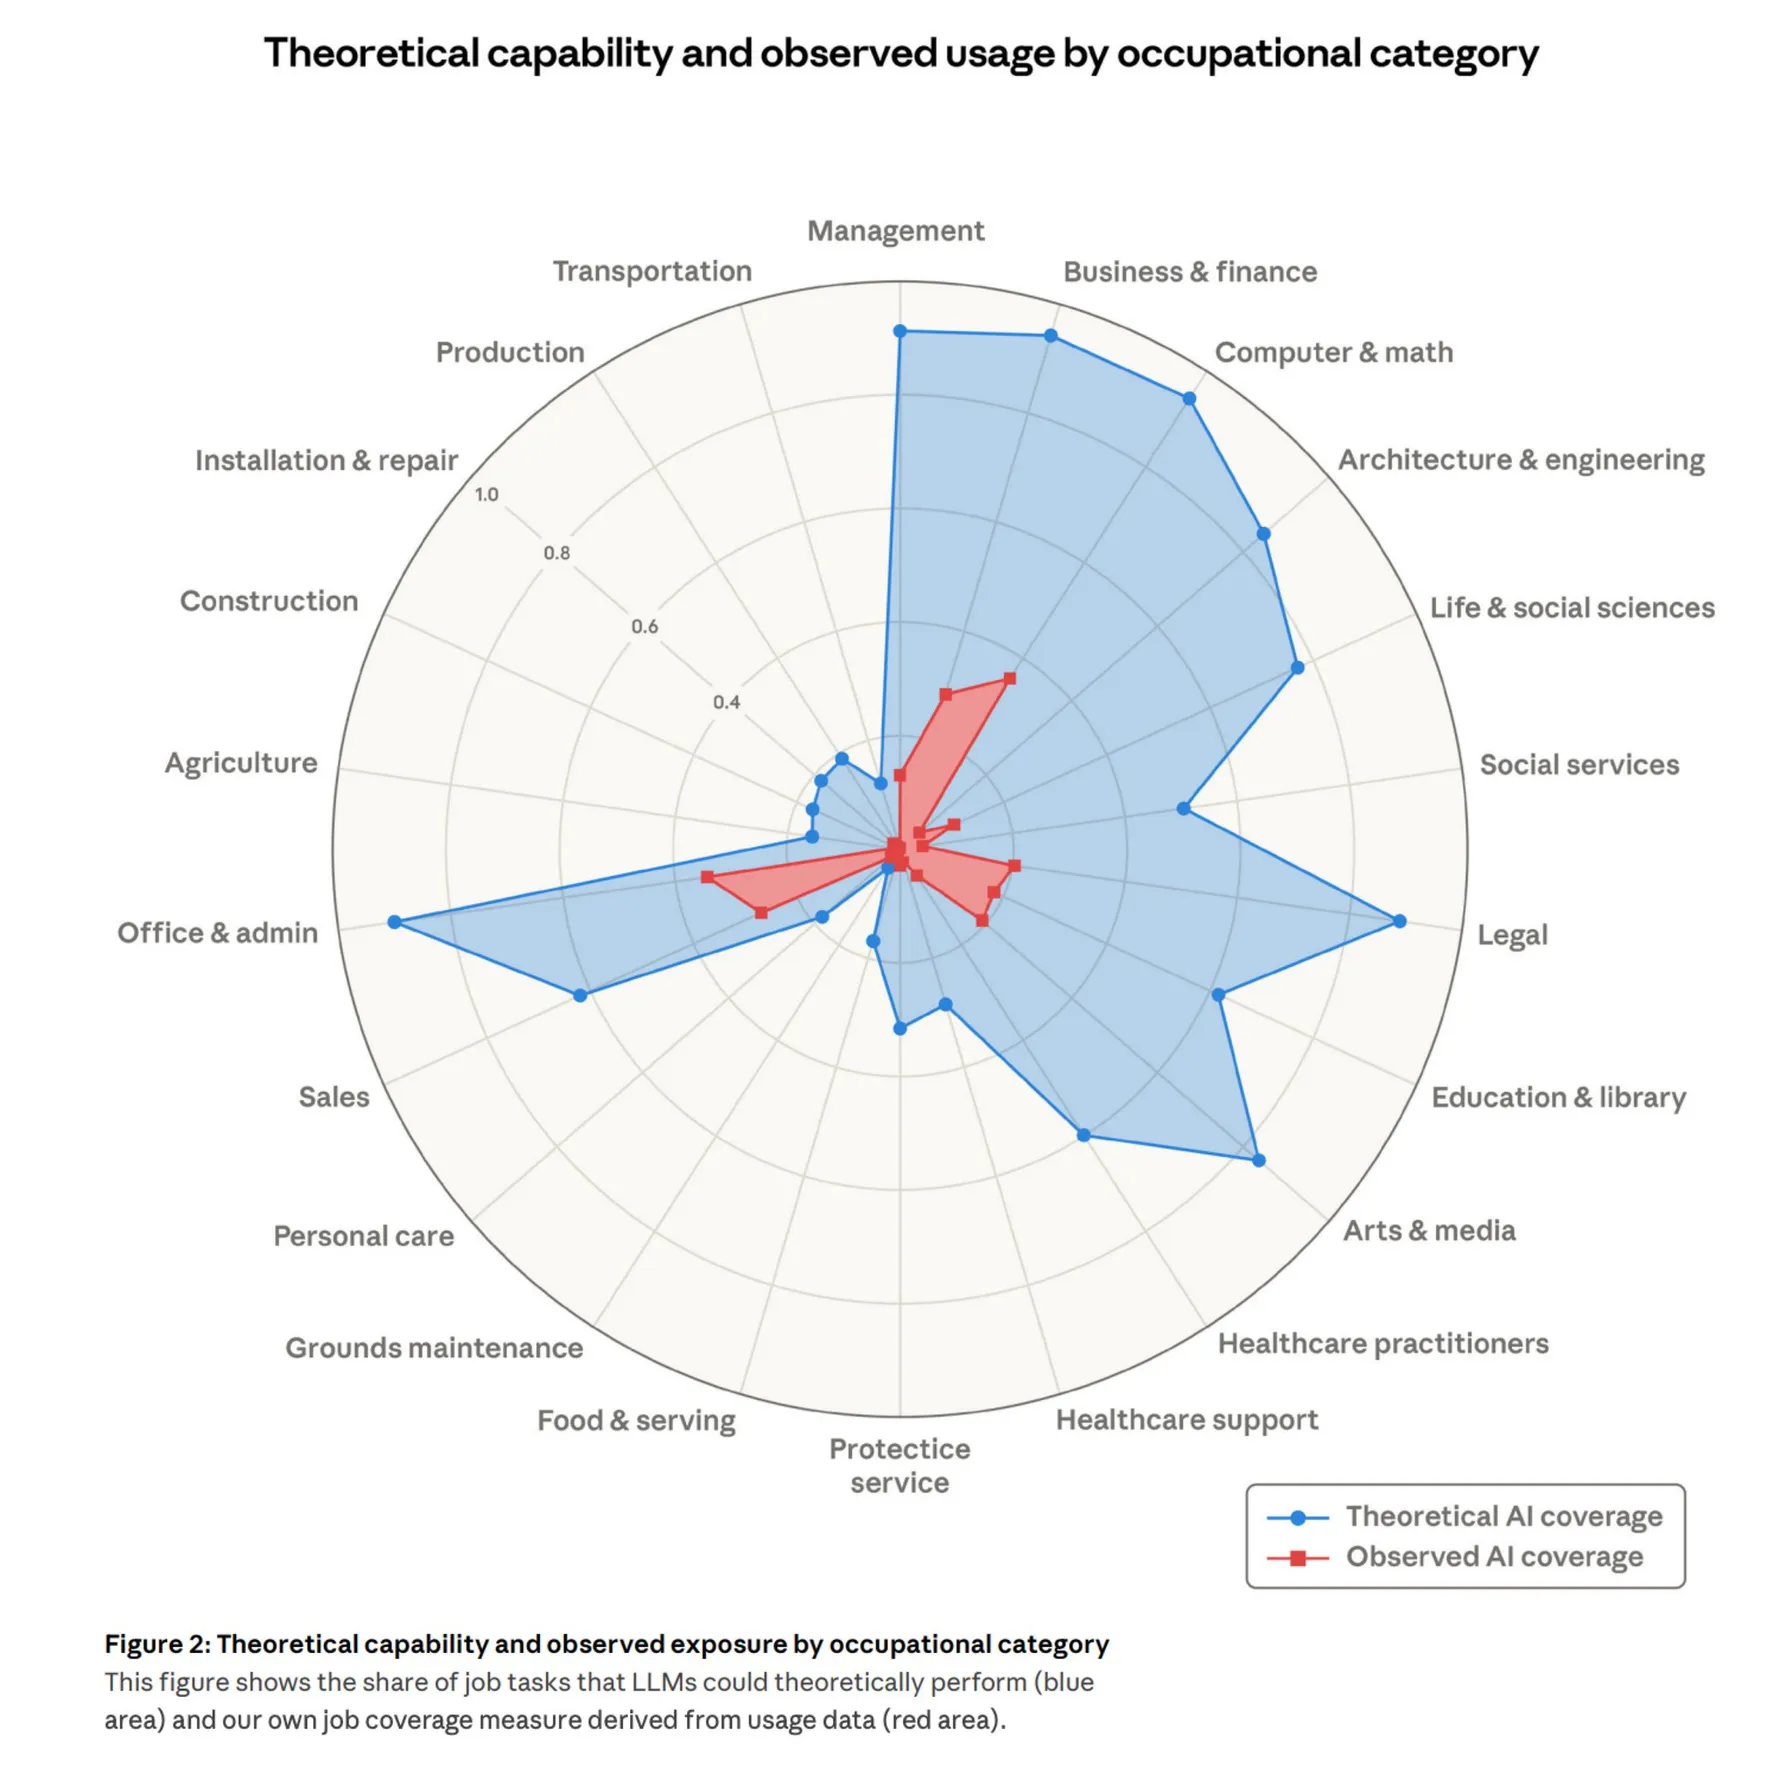 Theoretical capability and observed usage by occupational category
Management
Transportation
Business & finance
Production
Computer & math
Installation & repair
Architecture & engineering
1.0
0.8
Construction
Life & social sciences
0.6
0.4
Agriculture
Social services
Office & admin
Legal
Sales
Education & library
Personal care
Arts & media
Grounds maintenance
Healthcare practitioners
Food & serving
Healthcare support
Protectice
service
Theoretical AI coverage
Observed AI coverage
Figure 2: Theoretical capability and observed exposure by occupational category
This figure shows the share of job tasks that LLMs could theoretically perform (blue
area) and our own job coverage measure derived from usage data (red area).